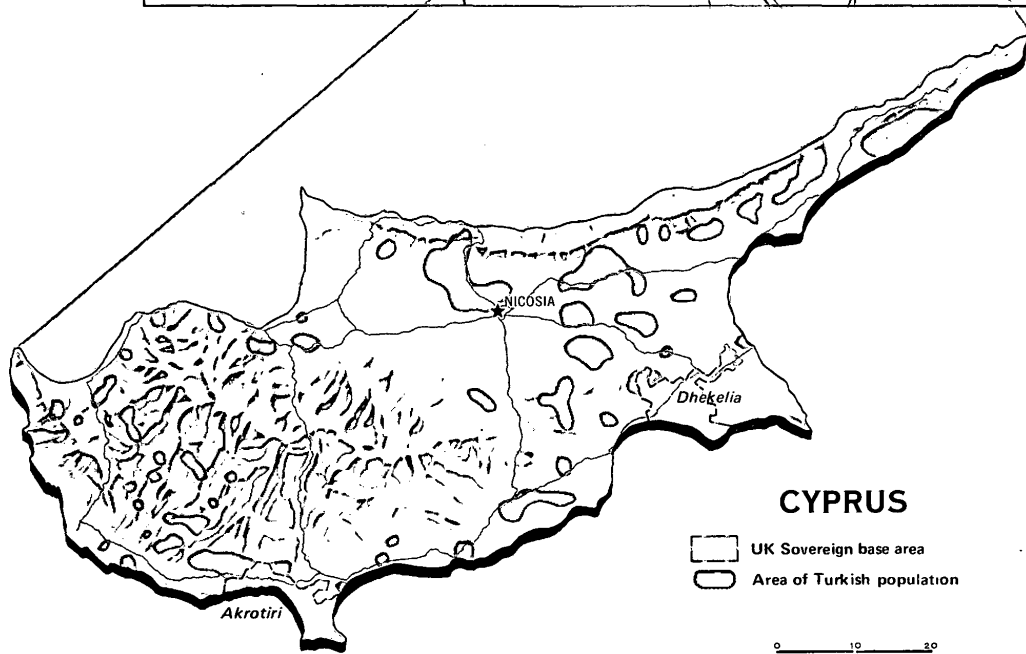 NICOSIA
Dhekelia
CYPRUS
UK Sovereign base area
Area of Turkish population
Akrotiri
0 10 20